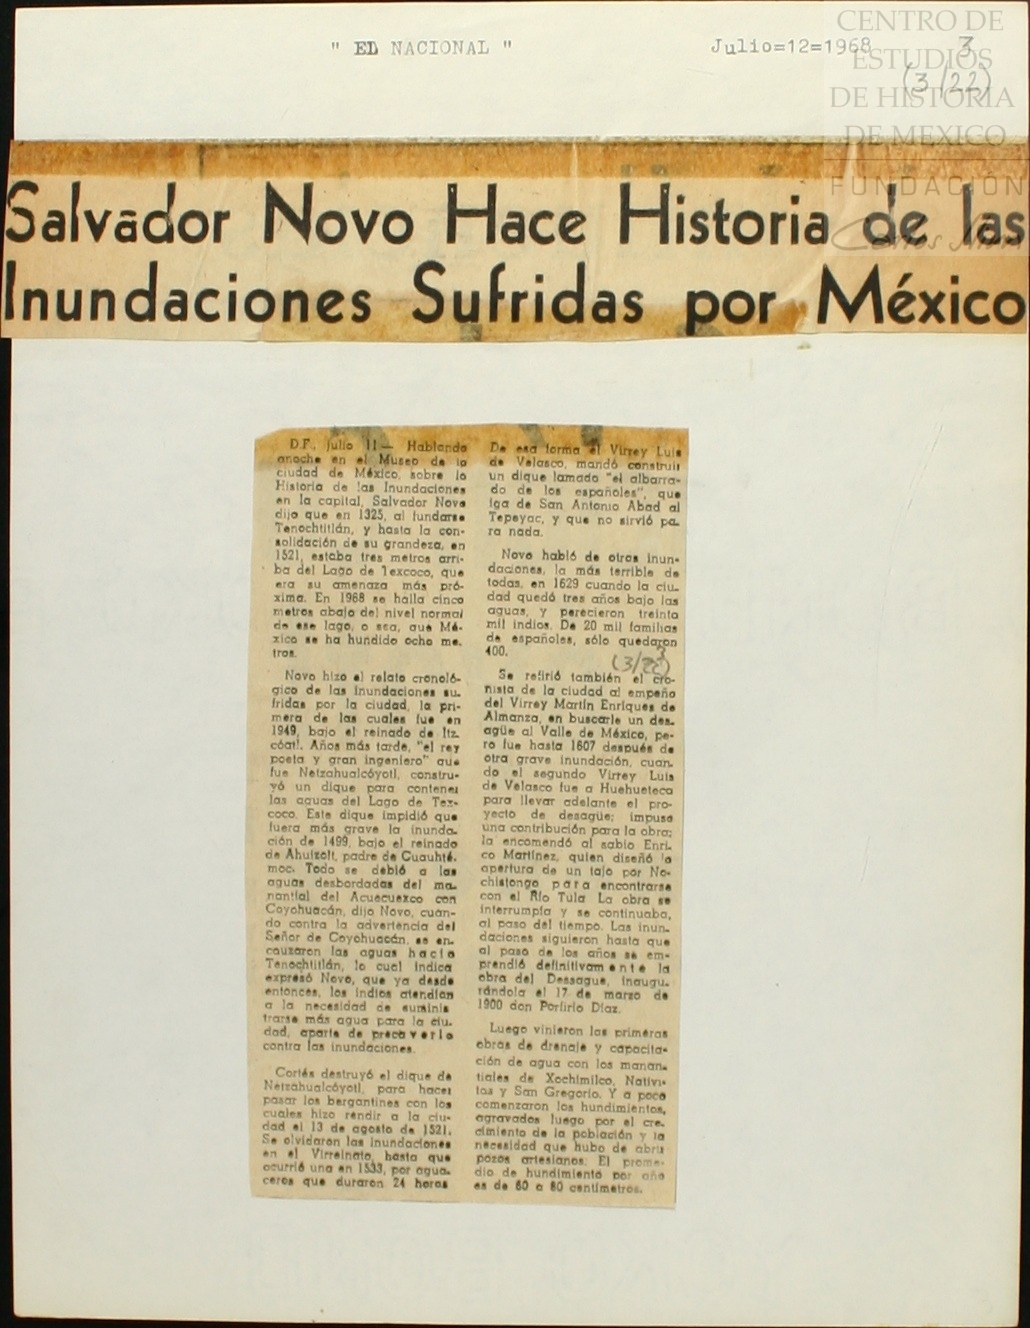 " EL NACIONAL "
Julio=12=1968
3
(3/22)
CENTRO DE
ESTUDIOS
DE HISTORIA
DE MEXICO
FUNDACIÓN
Carlos Slim
Salvador Novo Hace Historia de las
Inundaciones Sufridas por México
D.F., Julio 11— Hablando
anoche en el Museo de la
ciudad de México, sobre la
Historia de las Inundaciones
en la capital, Salvador Novo
dijo que en 1325, al fundarse
Tenochtitlán, y hasta la con-
solidación de su grandeza, en
1521, estaba tres metros arri-
ba del Lago de Texcoco, que
era su amenaza más pró-
xima. En 1968 se halla cinco
metros abajo del nivel normal
de ese lago, o sea, que Mé-
xico se ha hundido ocho me-
tros.
Novo hizo el relato cronoló-
gico de las inundaciones su-
fridas por la ciudad, la pri-
mera de las cuales fue en
1949, bajo el reinado de Itz-
cóatl. Años más tarde, "el rey
poeta y gran ingeniero" que
fue Netzahualcóyotl, constru-
yó un dique para contener
las aguas del Lago de Tex-
coco. Este dique impidió que
fuera más grave la inunda-
ción de 1499, bajo el reinado
de Ahuizolt, padre de Cuauhté-
moc. Todo se debió a las
aguas desbordadas del ma-
nantial del Acuecuexco con
Coyohuacán, dijo Novo, cuan-
do contra la advertencia del
Señor de Coyohuacán, se en-
cauzaron las aguas hacia
Tenochtitlán, lo cual indica
expresó Novo, que ya desde
entonces, los indios atendían
a la necesidad de suminis
trarse más agua para la ciu-
dad, aparte de precaverla
contra las inundaciones.
Cortés destruyó el dique de
Netzahualcóyotl, para hacer
pasar los bergantines con los
cuales hizo rendir a la ciu-
dad el 13 de agosto de 1521.
Se olvidaron las inundaciones
en el Virreinato, hasta que
ocurrió una en 1533, por agua-
ceros que duraron 24 horas
De esa forma el Virrey Luis
de Velasco, mandó construir
un dique lamado "el albarra-
do de los españoles", que
iga de San Antonio Abad al
Tepeyac, y que no sirvió pa-
ra nada.
Novo habló de otras inun-
daciones, la más terrible de
todas, en 1629 cuando la ciu-
dad quedó tres años bajo las
aguas, y perecieron treinta
mil indios. De 20 mil familias
de españoles, sólo quedaron
400.
(3/22)
Se refirió también el cro-
nista de la ciudad al empeño
del Virrey Martín Enriques de
Almanza, en buscarle un des-
agüe al Valle de México, pe-
ro fue hasta 1607 después de
otra grave inundación, cuan-
do el segundo Virrey Luis
de Velasco fue a Huehueteca
para llevar adelante el pro-
yecto de desagüe; impuso
una contribución para la obra;
la encomendó al sabio Enri-
co Martínez, quien diseñó la
apertura de un tajo por No-
chistongo para encontrarse
con el Río Tula La obra se
interrumpía y se continuaba,
al paso del tiempo. Las inun-
daciones siguieron hasta que
al paso de los años se em-
prendió definitivamente la
obra del Dessague, inaugu-
rándola el 17 de marzo de
1900 don Porfirio Díaz.
Luego vinieron las primeras
obras de drenaje y capacita-
ción de agua con los manan-
tiales de Xochimilco, Nativi-
tas y San Gregorio. Y a poco
comenzaron los hundimientos,
agravados luego por el cre-
cimiento de la población y la
necesidad que hubo de abrir
pozos artesianos. El prome-
dio de hundimiento por año
es de 60 a 80 centímetros.